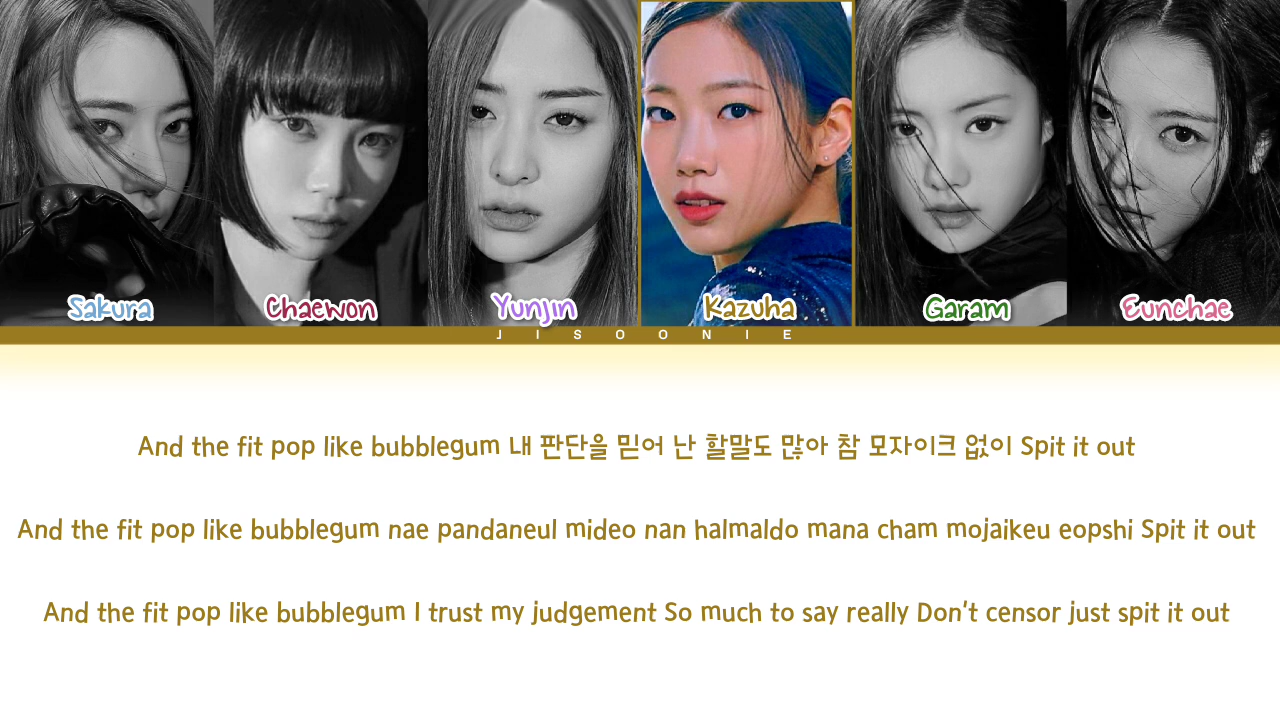 Sakura
Chaewon
Yunjin
Kazuha
Garam
Eunchae
JISOONIE
And the fit pop like bubblegum 내 판단을 믿어 난 할말도 많아 참 모자이크 없이 Spit it out
And the fit pop like bubblegum nae pandaneul mideo nan halmaldo mana cham mojaikeu eopshi Spit it out
And the fit pop like bubblegum I trust my judgement So much to say really Don't censor just spit it out